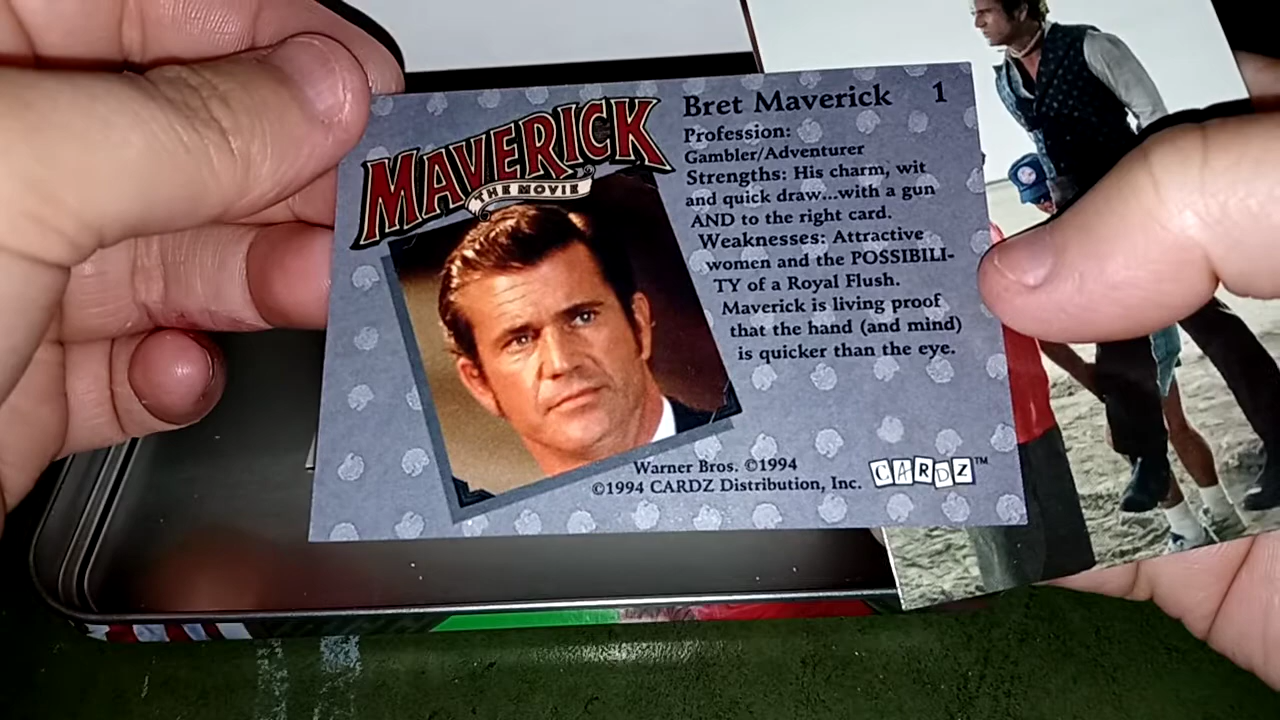 MAVERICK
THE MOVIE
Bret Maverick 1
Profession:
Gambler/Adventurer
Strengths: His charm, wit
and quick draw...with a gun
AND to the right card.
Weaknesses: Attractive
women and the POSSIBILI-
TY of a Royal Flush.
Maverick is living proof
that the hand (and mind)
is quicker than the eye.
Warner Bros. ©1994
©1994 CARDZ Distribution, Inc.
CARDZ™